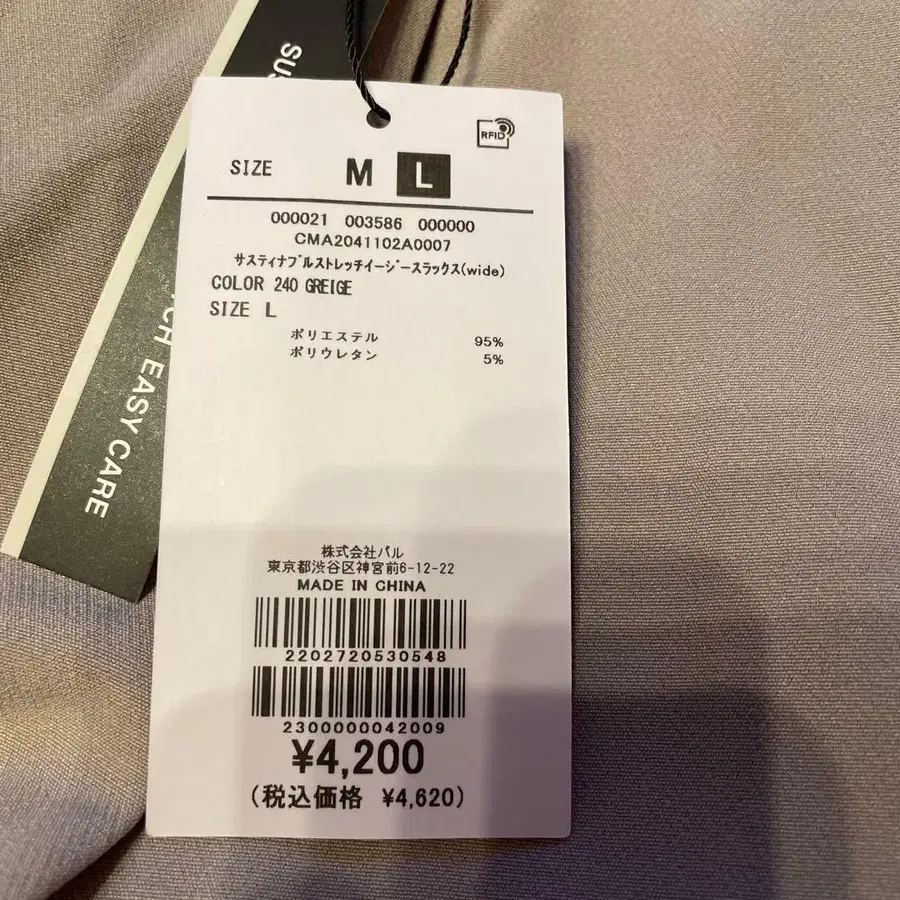 RFID
SIZE M L
000021 003586 000000
CMA2041102A0007
ｻｽﾃｨﾅﾌﾞﾙｽﾄﾚｯﾁｲｰｼﾞｰｽﾗｯｸｽ(wide)
COLOR 240 GREIGE
SIZE L
ポリエステル 95%
ポリウレタン 5%
株式会社パル
東京都渋谷区神宮前6-12-22
MADE IN CHINA
2202720530548
2300000042009
¥4,200
(税込価格 ¥4,620)
EASY CARE